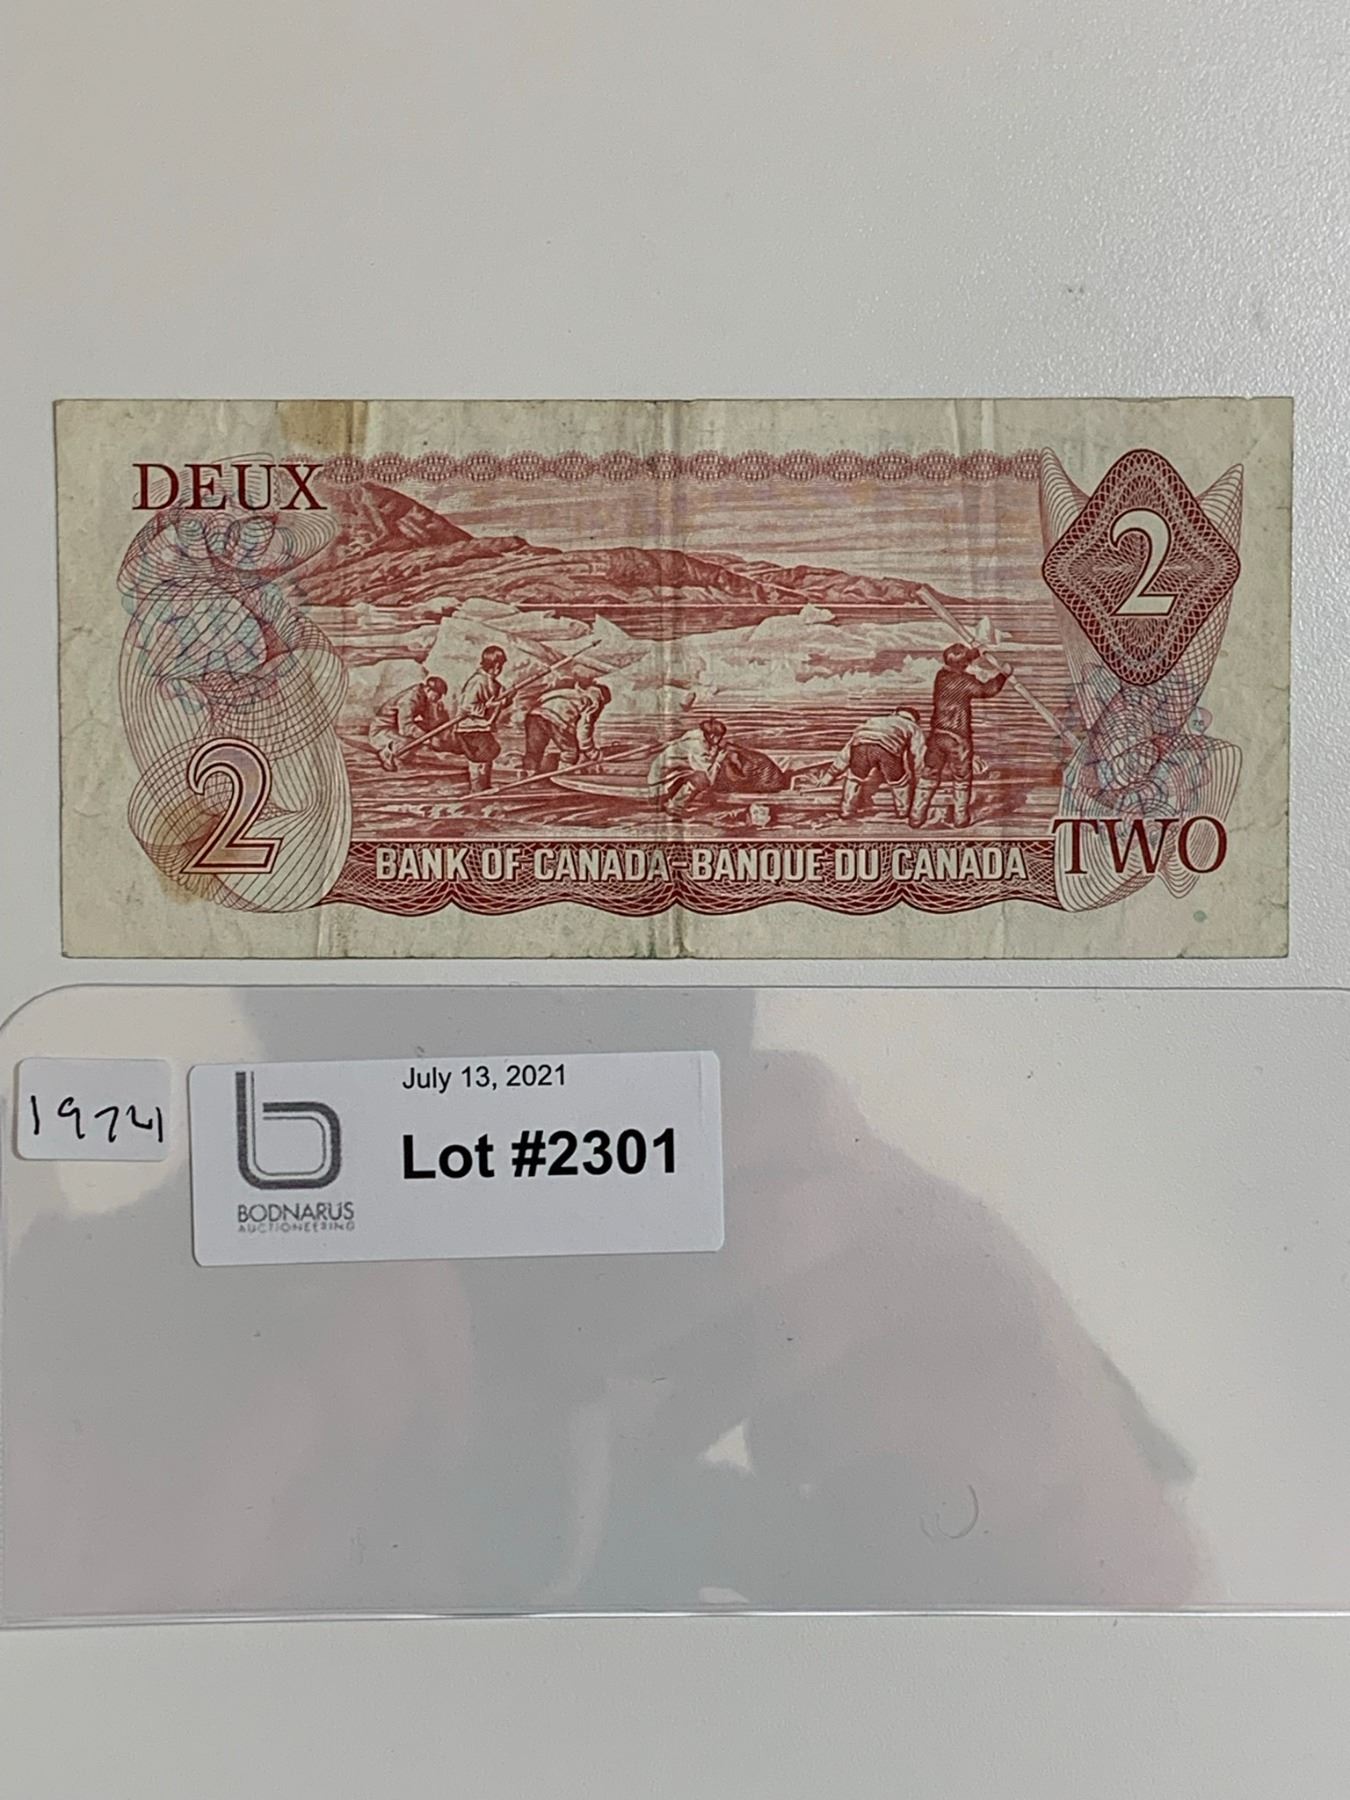 DEUX
2
2
BANK OF CANADA-BANQUE DU CANADA
TWO
1974
July 13, 2021
Lot #2301
BODNARUS
AUCTIONEERING